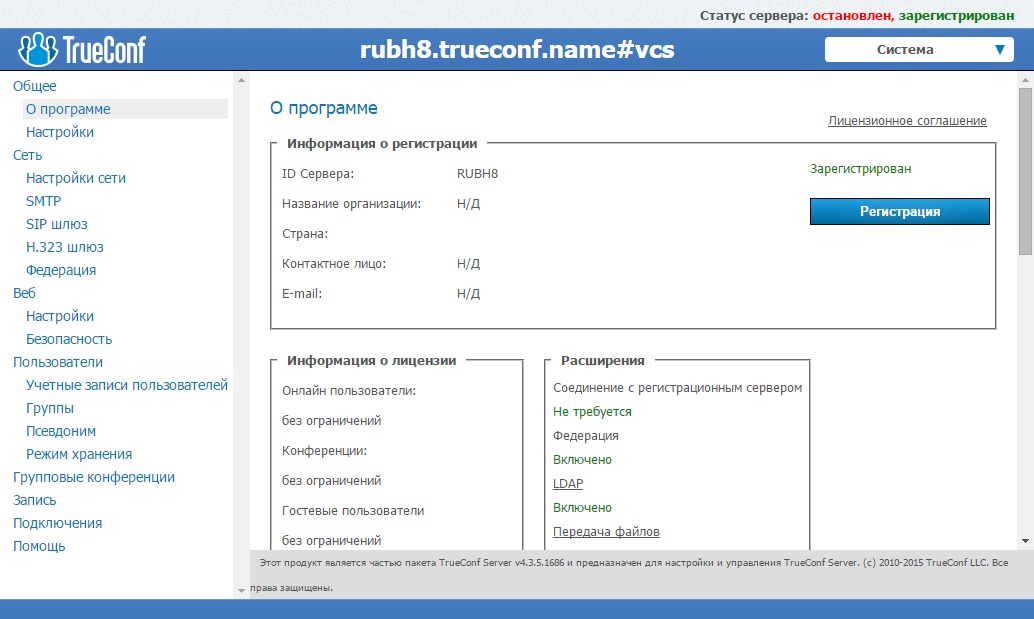 Статус сервера: остановлен, зарегистрирован
TrueConf
rubh8.trueconf.name#vcs
Система
Общее
О программе
Настройки
Сеть
Настройки сети
SMTP
SIP шлюз
H.323 шлюз
Федерация
Веб
Настройки
Безопасность
Пользователи
Учетные записи пользователей
Группы
Псевдоним
Режим хранения
Групповые конференции
Запись
Подключения
Помощь
О программе
Лицензионное соглашение
Информация о регистрации
ID Сервера: RUBH8
Зарегистрирован
Название организации: Н/Д
Регистрация
Страна:
Контактное лицо: Н/Д
E-mail: Н/Д
Информация о лицензии
Онлайн пользователи:
без ограничений
Конференции:
без ограничений
Гостевые пользователи
без ограничений
Расширения
Соединение с регистрационным сервером
Не требуется
Федерация
Включено
LDAP
Включено
Передача файлов
Этот продукт является частью пакета TrueConf Server v4.3.5.1686 и предназначен для настройки и управления TrueConf Server. (c) 2010-2015 TrueConf LLC. Все
права защищены.